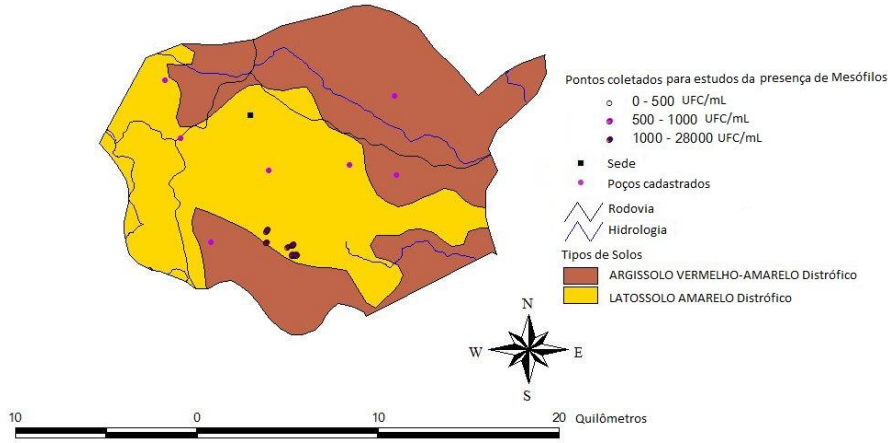 Pontos coletados para estudos da presença de Mesófilos
0 - 500 UFC/mL
500 - 1000 UFC/mL
1000 - 28000 UFC/mL
Sede
Poços cadastrados
Rodovia
Hidrologia
Tipos de Solos
ARGISSOLO VERMELHO-AMARELO Distrófico
LATOSSOLO AMARELO Distrófico
N
W E
S
10 0 10 20 Quilômetros